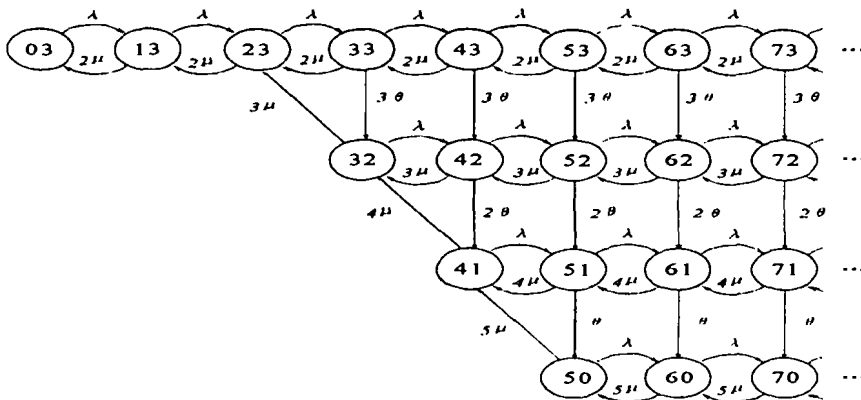 λ λ λ λ λ λ λ
03 13 23 33 43 53 63 73 ...
2μ 2μ 2μ 2μ 2μ 2μ 2μ
3μ 3θ 3θ 3θ 3θ 3θ
λ λ λ λ
32 42 52 62 72 ...
3μ 3μ 3μ 3μ
4μ 2θ 2θ 2θ 2θ
λ λ λ
41 51 61 71 ...
4μ 4μ 4μ
5μ θ θ θ
λ λ
50 60 70 ...
5μ 5μ